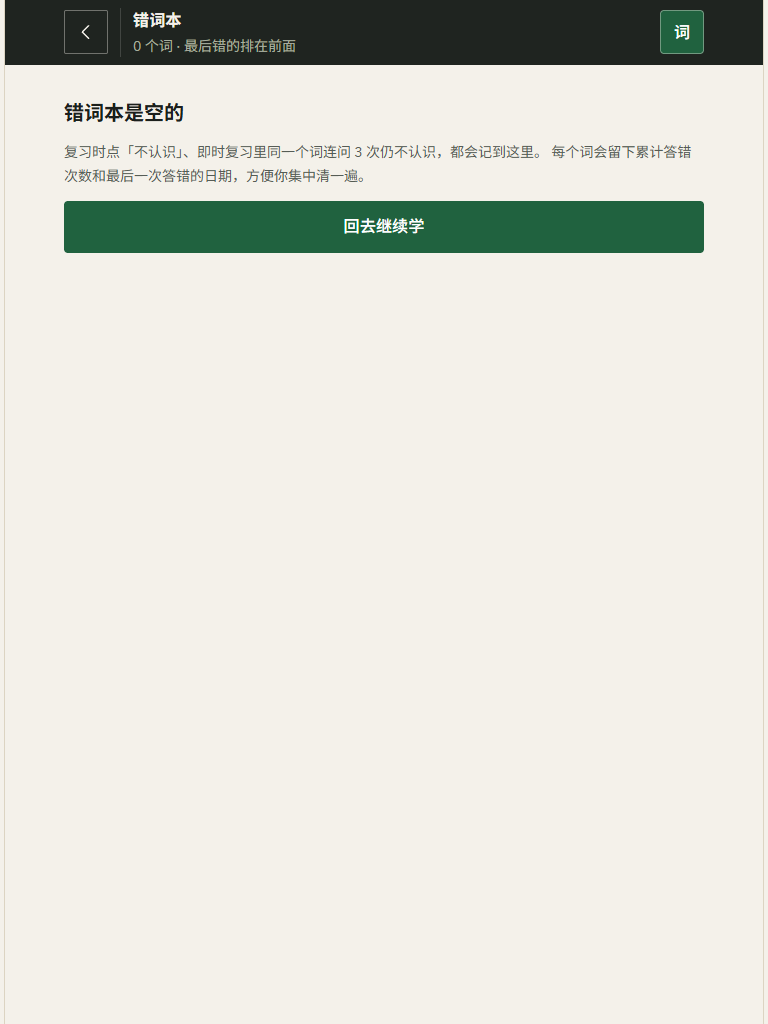 错词本
0 个词 · 最后错的排在前面
词
错词本是空的
复习时点「不认识」、即时复习里同一个词连问 3 次仍不认识，都会记到这里。 每个词会留下累计答错
次数和最后一次答错的日期，方便你集中清一遍。
回去继续学